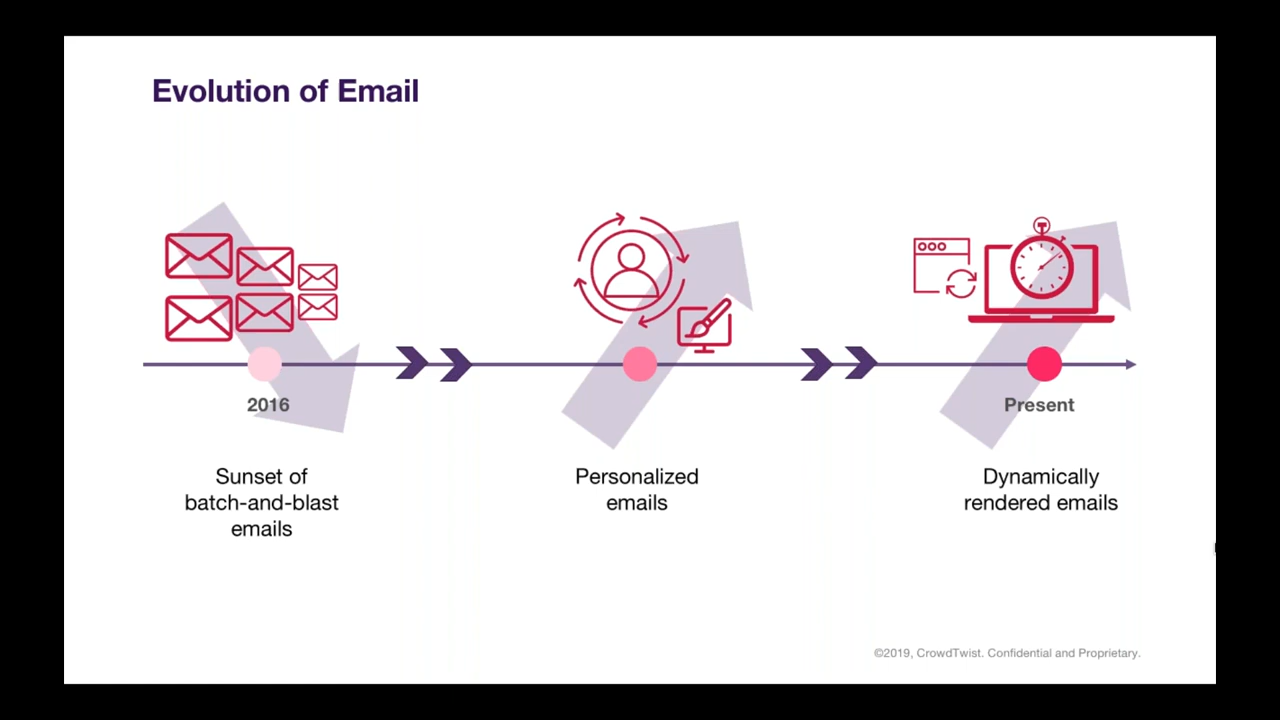 Evolution of Email
2016
Present
Sunset of
batch-and-blast
emails
Personalized
emails
Dynamically
rendered emails
©2019, CrowdTwist. Confidential and Proprietary.